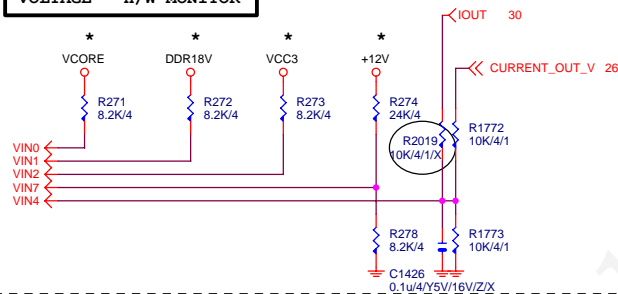 VOLTAGE H/W MONITOR
IOUT 30
* * * *
VCORE DDR18V VCC3 +12V
CURRENT_OUT_V 26
R271 R272 R273 R274
8.2K/4 8.2K/4 8.2K/4 24K/4
R2019 R1772
10K/4/1/X 10K/4/1
VIN0
VIN1
VIN2
VIN7
VIN4
R278 R1773
8.2K/4 10K/4/1
C1426
0.1u/4/Y5V/16V/Z/X